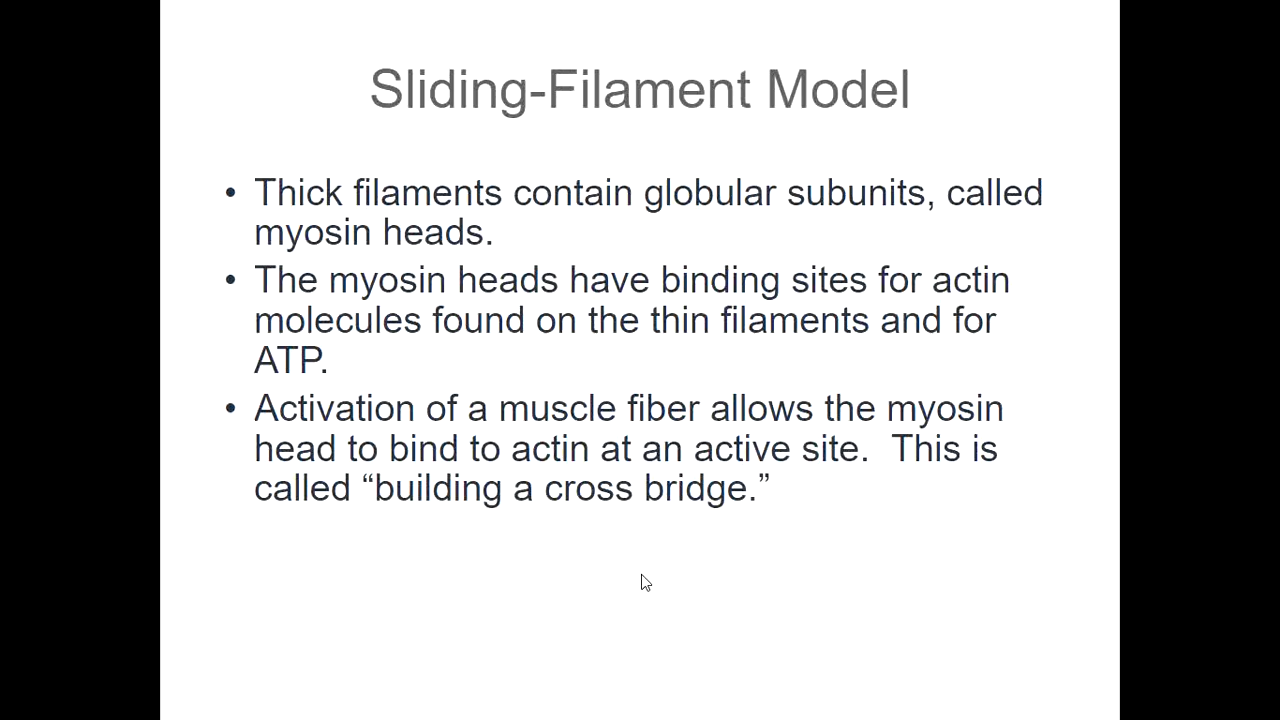 Sliding-Filament Model
• Thick filaments contain globular subunits, called
myosin heads.
• The myosin heads have binding sites for actin
molecules found on the thin filaments and for
ATP.
• Activation of a muscle fiber allows the myosin
head to bind to actin at an active site.  This is
called “building a cross bridge.”